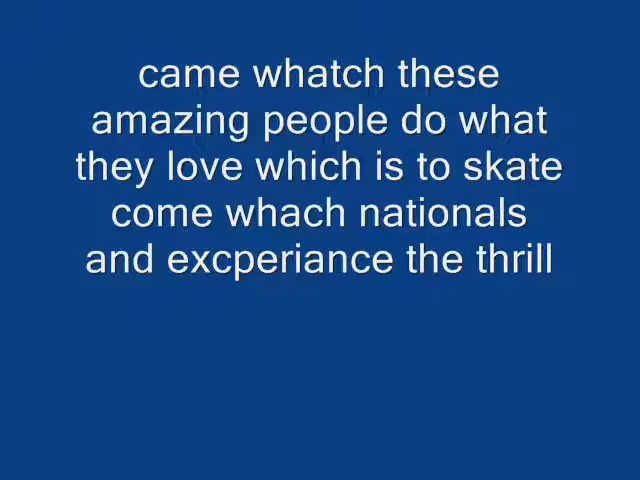 came whatch these
amazing people do what
they love which is to skate
come whach nationals
and excperiance the thrill